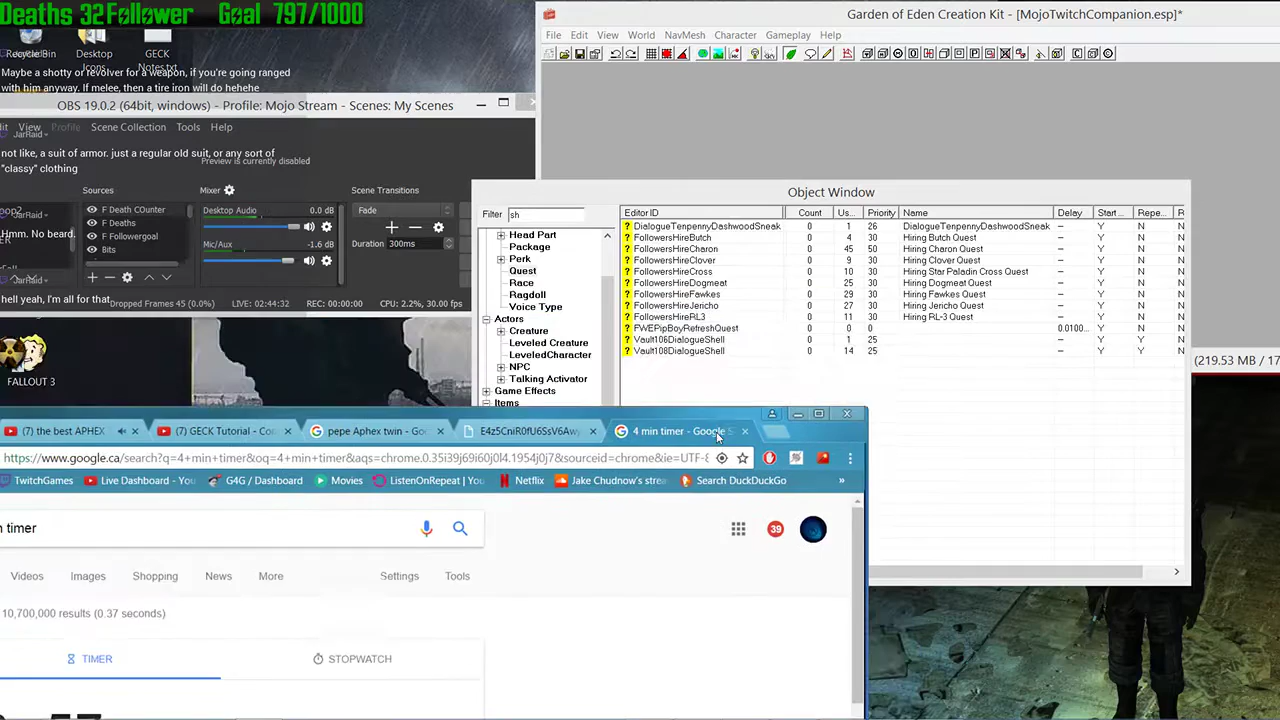 Deaths 32 Follower Goal 797/1000
Recycle Bin
Desktop Icons
GECK
Maybe a shotty or revolver for a weapon, if you're going ranged
with him anyway. If melee, then a tire iron will do hehehe
OBS 19.0.2 (64bit, windows) - Profile: Mojo Stream - Scenes: My Scenes
View Profile Scene Collection Tools Help
JarRaid
not like, a suit of armor. just a regular old suit, or any sort of
"classy" clothing
Preview is currently disabled
Sources
Mixer
Scene Transitions
pop2
JarRaid
Hmm. No beard.
F Death COunter
F Deaths
F Followergoal
Bits
Desktop Audio 0.0 dB
Mic/Aux -1.6 dB
Fade
Duration 300ms
JarRaid
hell yeah, I'm all for that.
Dropped Frames 45 (0.0%) LIVE: 02:44:32 REC: 00:00:00 CPU: 2.2%, 30.00 fps
FALLOUT 3
Garden of Eden Creation Kit - [MojoTwitchCompanion.esp]*
File Edit View World NavMesh Character Gameplay Help
Object Window
Filter sh
Head Part
Package
Perk
Quest
Race
Ragdoll
Voice Type
Actors
Creature
Leveled Creature
LeveledCharacter
NPC
Talking Activator
Game Effects
Items
Editor ID Count Us... Priority Name Delay Start... Repe... R
DialogueTenpennyDashwoodSneak 0 1 26 DialogueTenpennyDashwoodSneak – Y N N
FollowersHireButch 0 4 30 Hiring Butch Quest – Y N N
FollowersHireCharon 0 45 50 Hiring Charon Quest – Y N N
FollowersHireClover 0 9 30 Hiring Clover Quest – Y N N
FollowersHireCross 0 10 30 Hiring Star Paladin Cross Quest – Y N N
FollowersHireDogmeat 0 25 30 Hiring Dogmeat Quest – Y N N
FollowersHireFawkes 0 29 30 Hiring Fawkes Quest – Y N N
FollowersHireJericho 0 27 30 Hiring Jericho Quest – Y N N
FollowersHireRL3 0 11 30 Hiring RL-3 Quest – Y N N
FWEPipBoyRefreshQuest 0 0 0 0.0100... Y N N
Vault106DialogueShell 0 1 25 – Y Y N
Vault108DialogueShell 0 14 25 – Y Y N
(219.53 MB / 17
(7) the best APHEX
(7) GECK Tutorial - Co
pepe Aphex twin - Go
E4z5CniR0fU6SsV6Aw
4 min timer - Google S
https://www.google.ca/search?q=4+min+timer&oq=4+min+timer&aqs=chrome.0.35i39j69i60j0l4.1954j0j7&sourceid=chrome&ie=UTF-8
TwitchGames
Live Dashboard - You
G4G / Dashboard
Movies
ListenOnRepeat | You
Netflix
Jake Chudnow's strea
Search DuckDuckGo
»
n timer
39
Videos Images Shopping News More Settings Tools
10,700,000 results (0.37 seconds)
TIMER
STOPWATCH